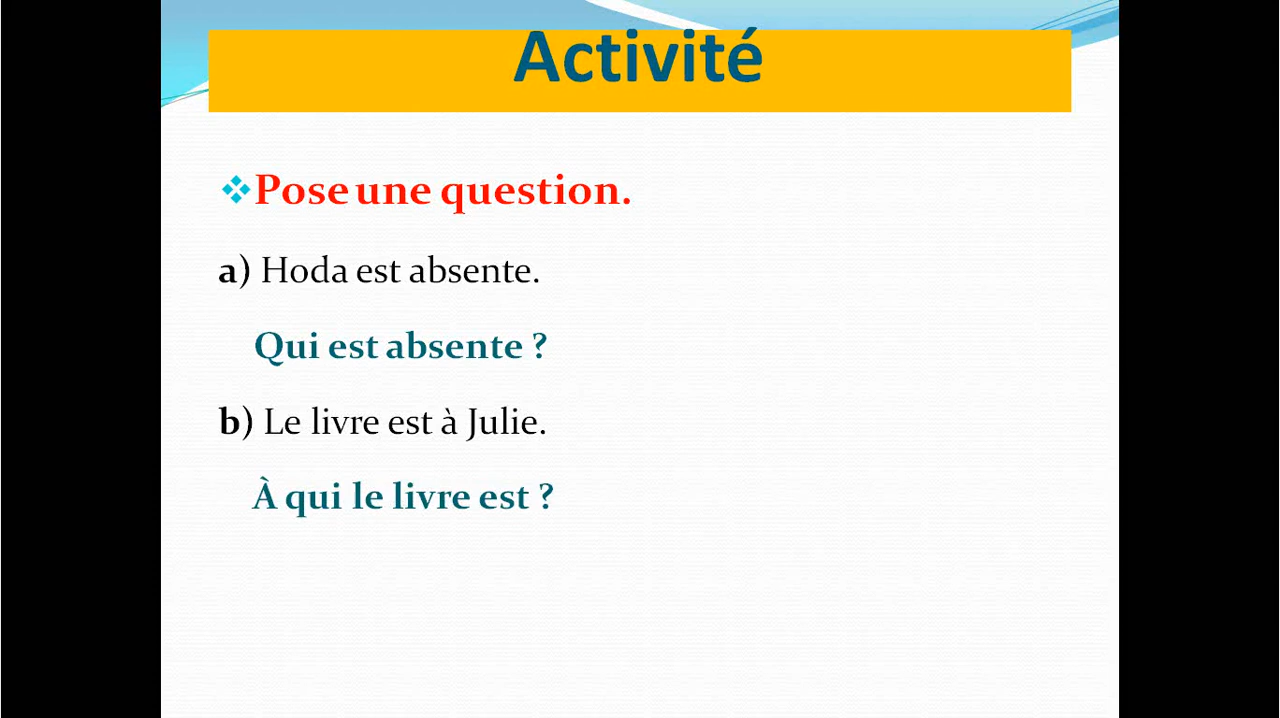 Activité
Pose une question.
a) Hoda est absente.
Qui est absente ?
b) Le livre est à Julie.
À qui le livre est ?